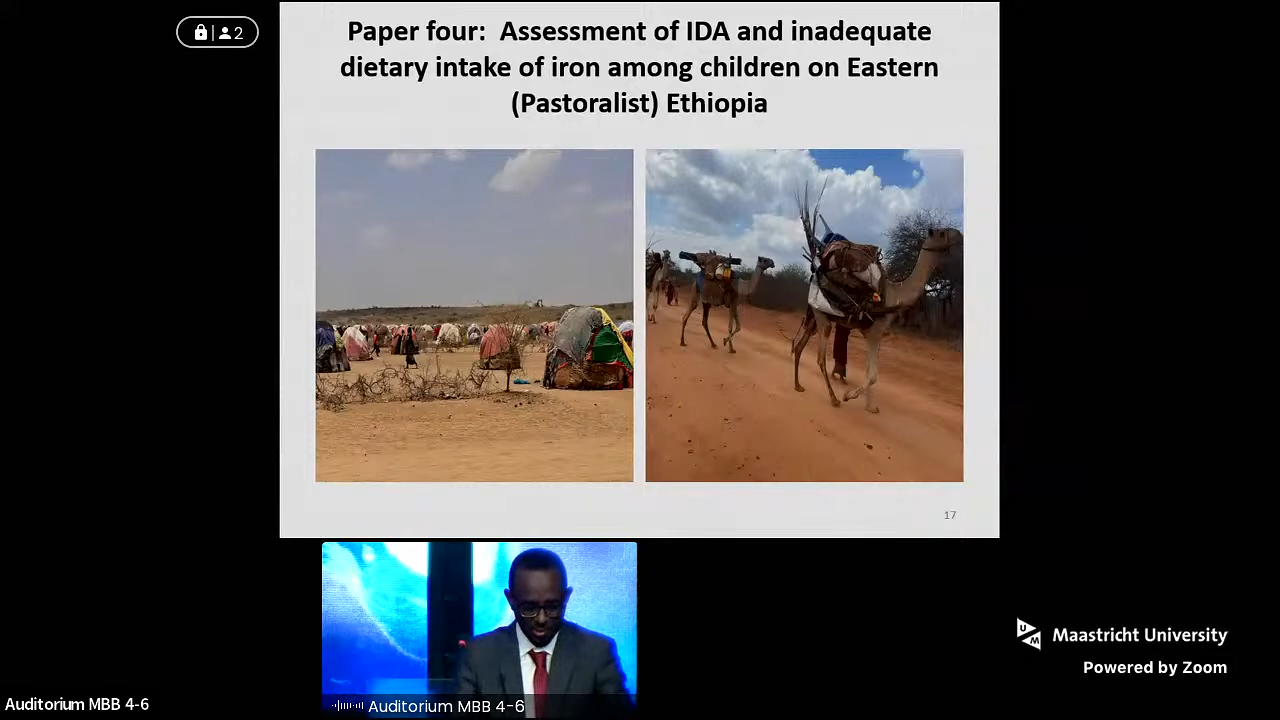 2
Paper four:  Assessment of IDA and inadequate
dietary intake of iron among children on Eastern
(Pastoralist) Ethiopia
17
UM Maastricht University
Powered by Zoom
Auditorium MBB 4-6
Auditorium MBB 4-6